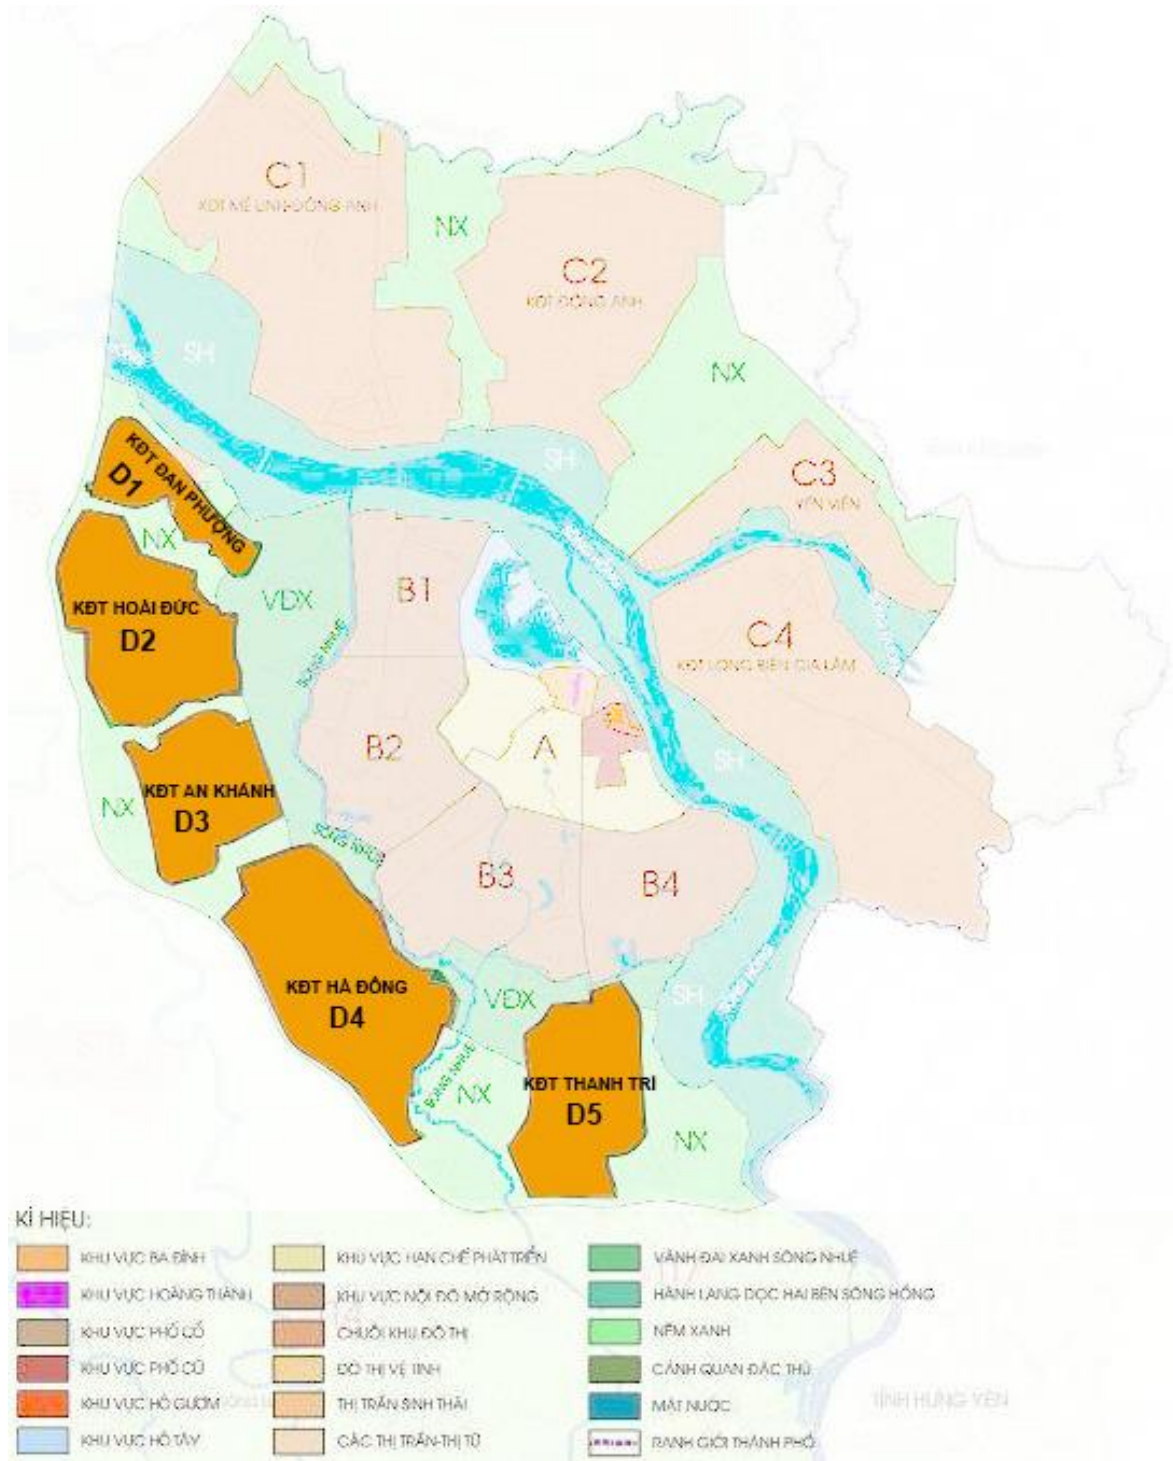 C1
KĐT MÊ LINH-ĐÔNG ANH
NX
C2
KĐT ĐÔNG ANH
SH
NX
KĐT ĐAN PHƯỢNG
D1
SH
C3
YÊN VIÊN
NX
VĐX
B1
KĐT HOÀI ĐỨC
D2
C4
KĐT LONG BIÊN-GIA LÂM
SÔNG NHUỆ
B2
A
SH
KĐT AN KHÁNH
D3
NX
SÔNG NHUỆ
B3
B4
KĐT HÀ ĐÔNG
D4
VĐX
SH
SÔNG NHUỆ
NX
KĐT THANH TRÌ
D5
NX
KÍ HIỆU:
KHU VỰC BA ĐÌNH
KHU VỰC HOÀNG THÀNH
KHU VỰC PHỐ CỔ
KHU VỰC PHỐ CŨ
KHU VỰC HỒ GƯƠM
KHU VỰC HỒ TÂY
KHU VỰC HẠN CHẾ PHÁT TRIỂN
KHU VỰC NỘI ĐÔ MỞ RỘNG
CHUỖI KHU ĐÔ THỊ
ĐÔ THỊ VỆ TINH
THỊ TRẤN SINH THÁI
CÁC THỊ TRẤN-THỊ TỨ
VÀNH ĐAI XANH SÔNG NHUỆ
HÀNH LANG DỌC HAI BÊN SÔNG HỒNG
NÊM XANH
CẢNH QUAN ĐẶC THÙ
MẶT NƯỚC
RANH GIỚI THÀNH PHỐ
TỈNH HƯNG YÊN